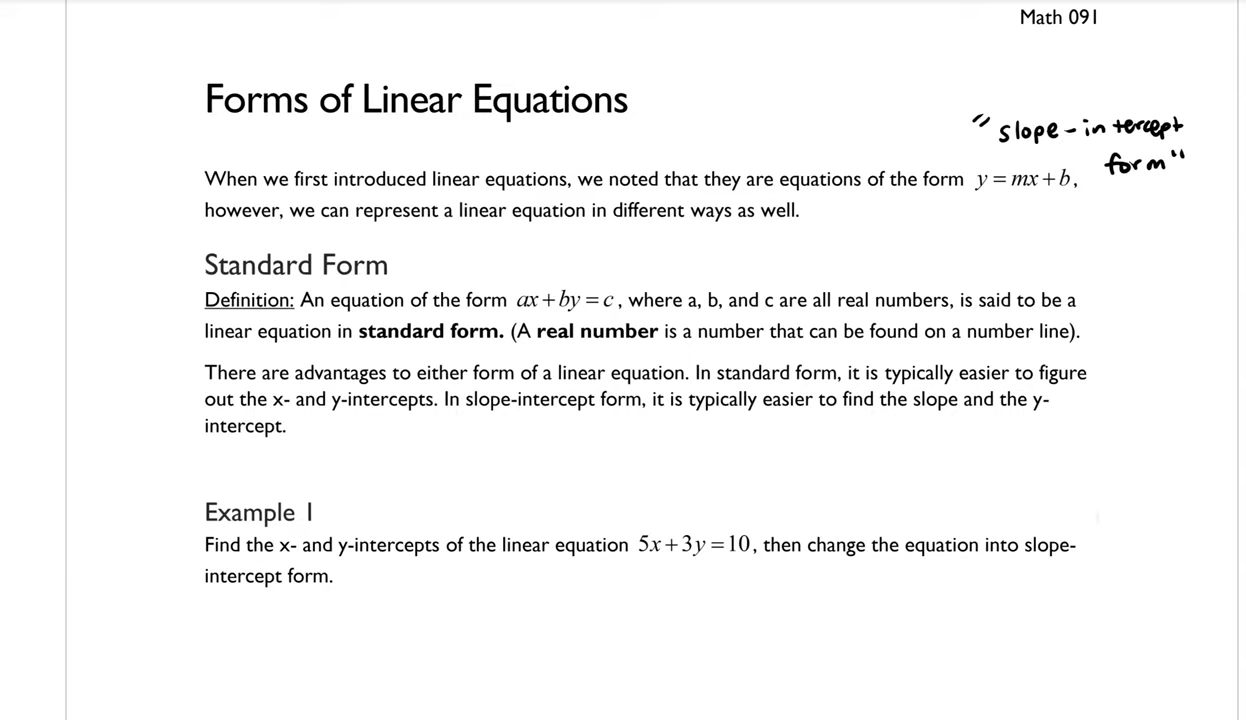 Math 091
Forms of Linear Equations
"slope-intercept
form"
When we first introduced linear equations, we noted that they are equations of the form y = mx + b,
however, we can represent a linear equation in different ways as well.
Standard Form
Definition: An equation of the form ax + by = c, where a, b, and c are all real numbers, is said to be a
linear equation in standard form. (A real number is a number that can be found on a number line).
There are advantages to either form of a linear equation. In standard form, it is typically easier to figure
out the x- and y-intercepts. In slope-intercept form, it is typically easier to find the slope and the y-
intercept.
Example 1
Find the x- and y-intercepts of the linear equation 5x + 3y = 10, then change the equation into slope-
intercept form.